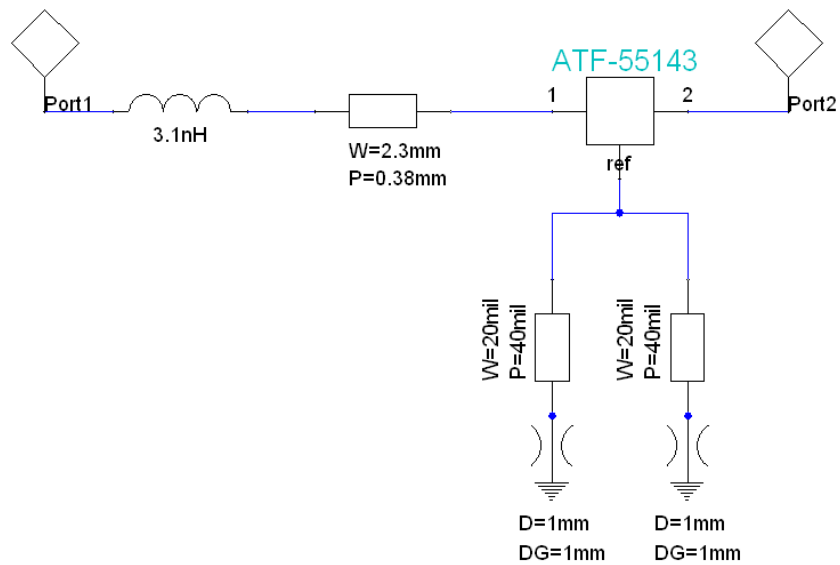 ATF-55143
1
2
Port1
Port2
3.1nH
W=2.3mm
P=0.38mm
ref
W=20mil
P=40mil
W=20mil
P=40mil
D=1mm
DG=1mm
D=1mm
DG=1mm